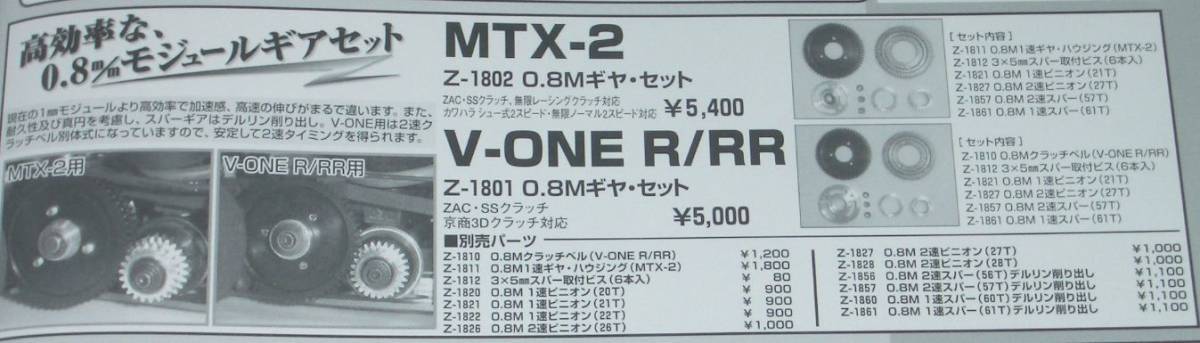 高効率な、
0.8m/mモジュールギアセット
現在の1mmモジュールより高効率で加速感、高速の伸びがまるで違います。また、
耐久性及び真円を考慮し、スパーギアはデルリン削り出し。V-ONE用は2速ク
ラッチベル別体式になっていますので、安定して2速タイミングを得られます。
MTX-2用
V-ONE R/RR用
MTX-2
Z-1802 0.8Mギヤ・セット
ZAC・SSクラッチ、無限レーシングクラッチ対応
カワハラ シュー式2スピード・無限ノーマル2スピード対応
¥5,400
V-ONE R/RR
Z-1801 0.8Mギヤ・セット
ZAC・SSクラッチ
京商3Dクラッチ対応
¥5,000
[セット内容]
Z-1811 0.8M1速ギヤ・ハウジング(MTX-2)
Z-1812 3×5mmスパー取付ビス(6本入)
Z-1821 0.8M 1速ピニオン(21T)
Z-1827 0.8M 2速ピニオン(27T)
Z-1857 0.8M 2速スパー(57T)
Z-1861 0.8M 1速スパー(61T)
[セット内容]
Z-1810 0.8Mクラッチベル(V-ONE R/RR)
Z-1812 3×5mmスパー取付ビス(6本入)
Z-1821 0.8M 1速ピニオン(21T)
Z-1827 0.8M 2速ピニオン(27T)
Z-1857 0.8M 2速スパー(57T)
Z-1861 0.8M 1速スパー(61T)
■別売パーツ
Z-1810 0.8Mクラッチベル(V-ONE R/RR) ¥1,200
Z-1811 0.8M1速ギヤ・ハウジング(MTX-2) ¥1,800
Z-1812 3×5mmスパー取付ビス(6本入) ¥ 80
Z-1820 0.8M 1速ピニオン(20T) ¥ 900
Z-1821 0.8M 1速ピニオン(21T) ¥ 900
Z-1822 0.8M 1速ピニオン(22T) ¥ 900
Z-1826 0.8M 2速ピニオン(26T) ¥1,000
Z-1827 0.8M 2速ピニオン(27T) ¥1,000
Z-1828 0.8M 2速ピニオン(28T) ¥1,000
Z-1856 0.8M 2速スパー(56T)デルリン削り出し ¥1,100
Z-1857 0.8M 2速スパー(57T)デルリン削り出し ¥1,100
Z-1860 0.8M 1速スパー(60T)デルリン削り出し ¥1,100
Z-1861 0.8M 1速スパー(61T)デルリン削り出し ¥1,100